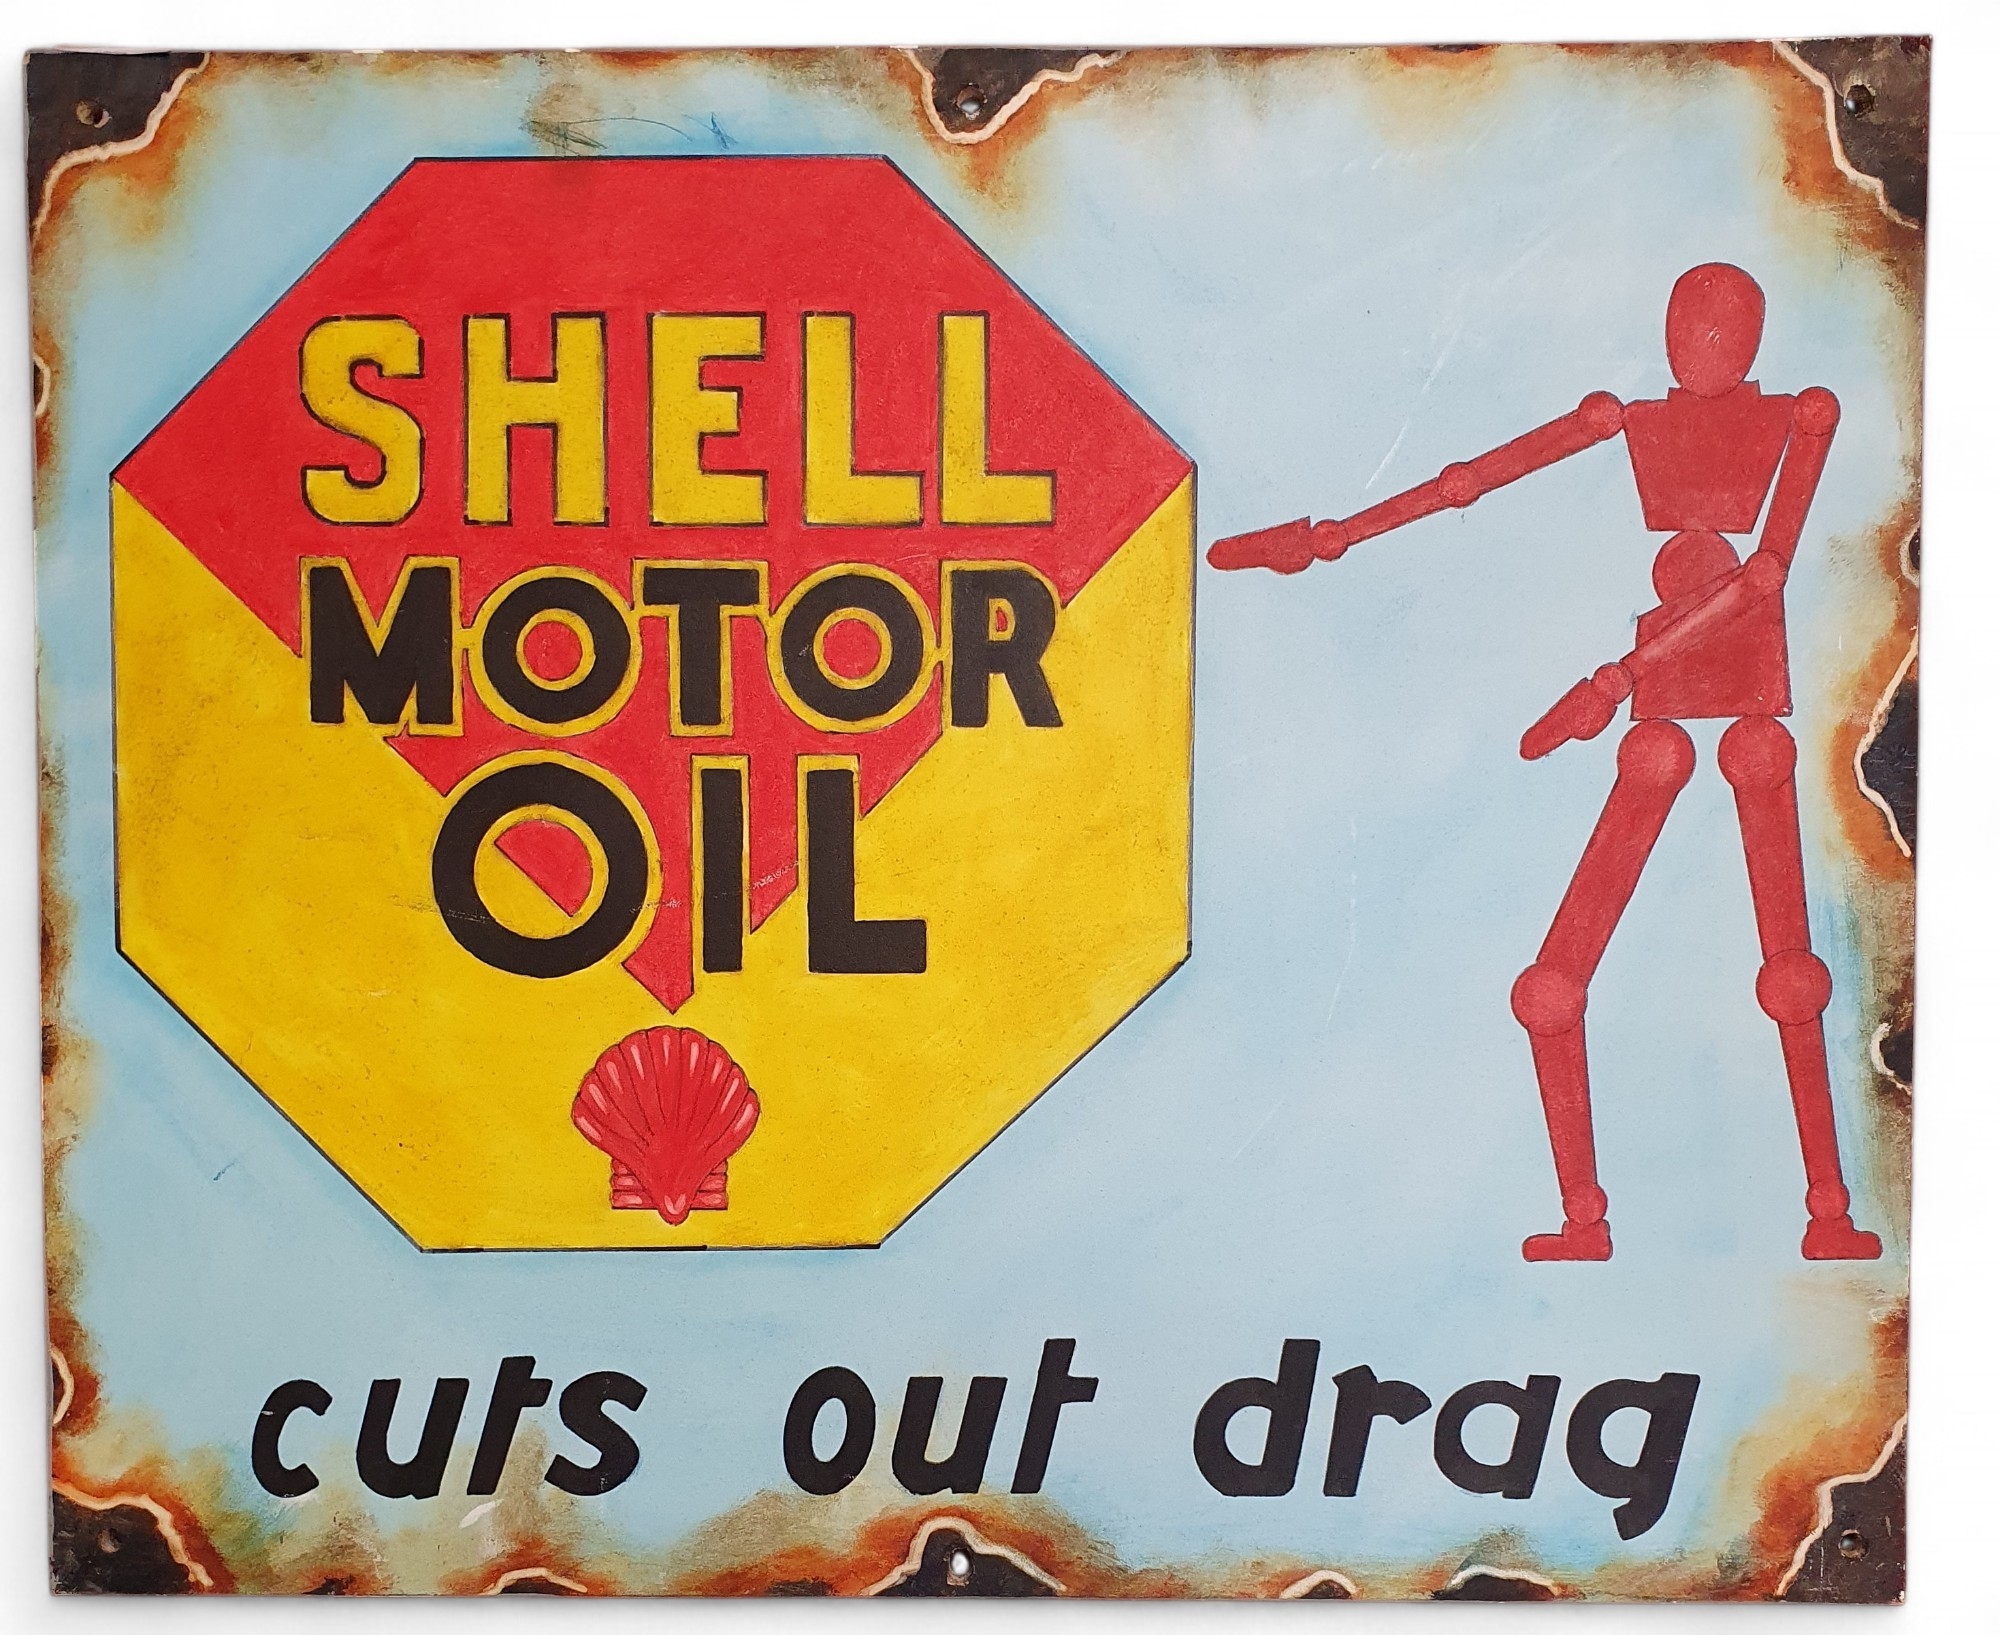 SHELL
MOTOR
OIL
cuts out drag